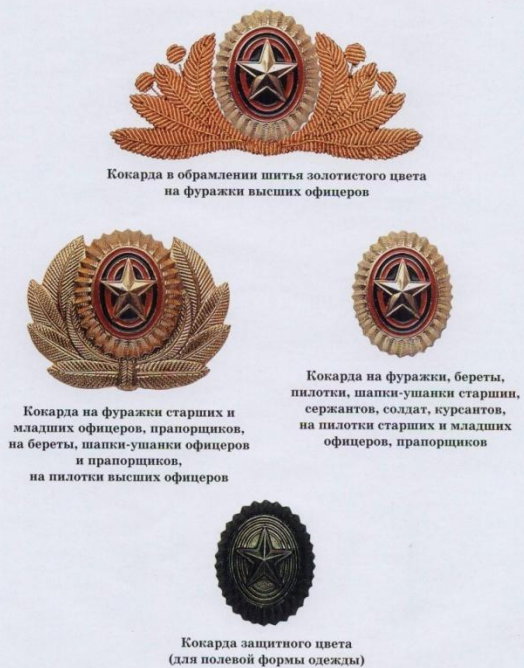 Кокарда в обрамлении шитья золотистого цвета
на фуражки высших офицеров
Кокарда на фуражки старших и
младших офицеров, прапорщиков,
на береты, шапки-ушанки офицеров
и прапорщиков,
на пилотки высших офицеров
Кокарда на фуражки, береты,
пилотки, шапки-ушанки старшин,
сержантов, солдат, курсантов,
на пилотки старших и младших
офицеров, прапорщиков
Кокарда защитного цвета
(для полевой формы одежды)